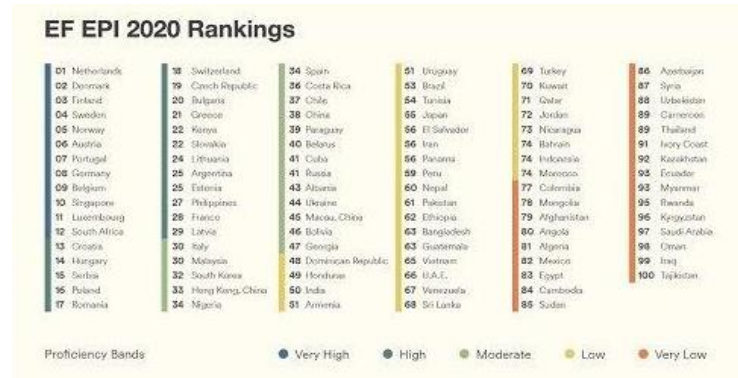 EF EPI 2020 Rankings
01 Netherlands
02 Denmark
03 Finland
04 Sweden
05 Norway
06 Austria
07 Portugal
08 Germany
09 Belgium
10 Singapore
11 Luxembourg
12 South Africa
13 Croatia
14 Hungary
15 Serbia
16 Poland
17 Romania
18 Switzerland
19 Czech Republic
20 Bulgaria
21 Greece
22 Kenya
22 Slovakia
24 Lithuania
25 Argentina
25 Estonia
27 Philippines
28 France
29 Latvia
30 Italy
30 Malaysia
32 South Korea
33 Hong Kong, China
34 Nigeria
34 Spain
36 Costa Rica
37 Chile
38 China
39 Paraguay
40 Belarus
41 Cuba
41 Russia
43 Albania
44 Ukraine
45 Macau, China
46 Bolivia
47 Georgia
48 Dominican Republic
49 Honduras
50 India
51 Armenia
51 Uruguay
53 Brazil
54 Tunisia
55 Japan
56 El Salvador
56 Iran
56 Panama
59 Peru
60 Nepal
61 Pakistan
62 Ethiopia
63 Bangladesh
63 Guatemala
65 Vietnam
66 U.A.E.
67 Venezuela
68 Sri Lanka
69 Turkey
70 Kuwait
71 Qatar
72 Jordan
73 Nicaragua
74 Bahrain
74 Indonesia
74 Morocco
77 Colombia
78 Mongolia
79 Afghanistan
80 Angola
81 Algeria
82 Mexico
83 Egypt
84 Cambodia
85 Sudan
86 Azerbaijan
87 Syria
88 Uzbekistan
89 Cameroon
89 Thailand
91 Ivory Coast
92 Kazakhstan
93 Ecuador
93 Myanmar
95 Rwanda
96 Kyrgyzstan
97 Saudi Arabia
98 Oman
99 Iraq
100 Tajikistan
Proficiency Bands
Very High
High
Moderate
Low
Very Low